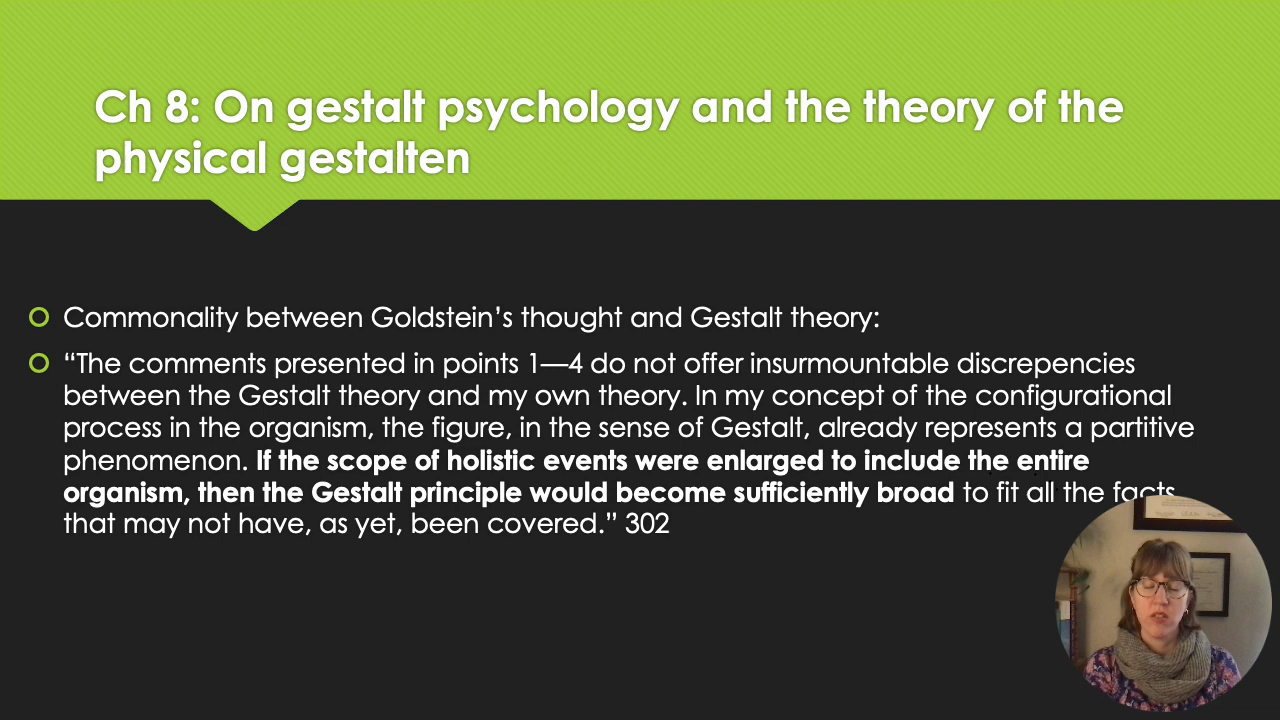 Ch 8: On gestalt psychology and the theory of the
physical gestalten
Commonality between Goldstein’s thought and Gestalt theory:
“The comments presented in points 1—4 do not offer insurmountable discrepencies
between the Gestalt theory and my own theory. In my concept of the configurational
process in the organism, the figure, in the sense of Gestalt, already represents a partitive
phenomenon. If the scope of holistic events were enlarged to include the entire
organism, then the Gestalt principle would become sufficiently broad to fit all the facts
that may not have, as yet, been covered.” 302